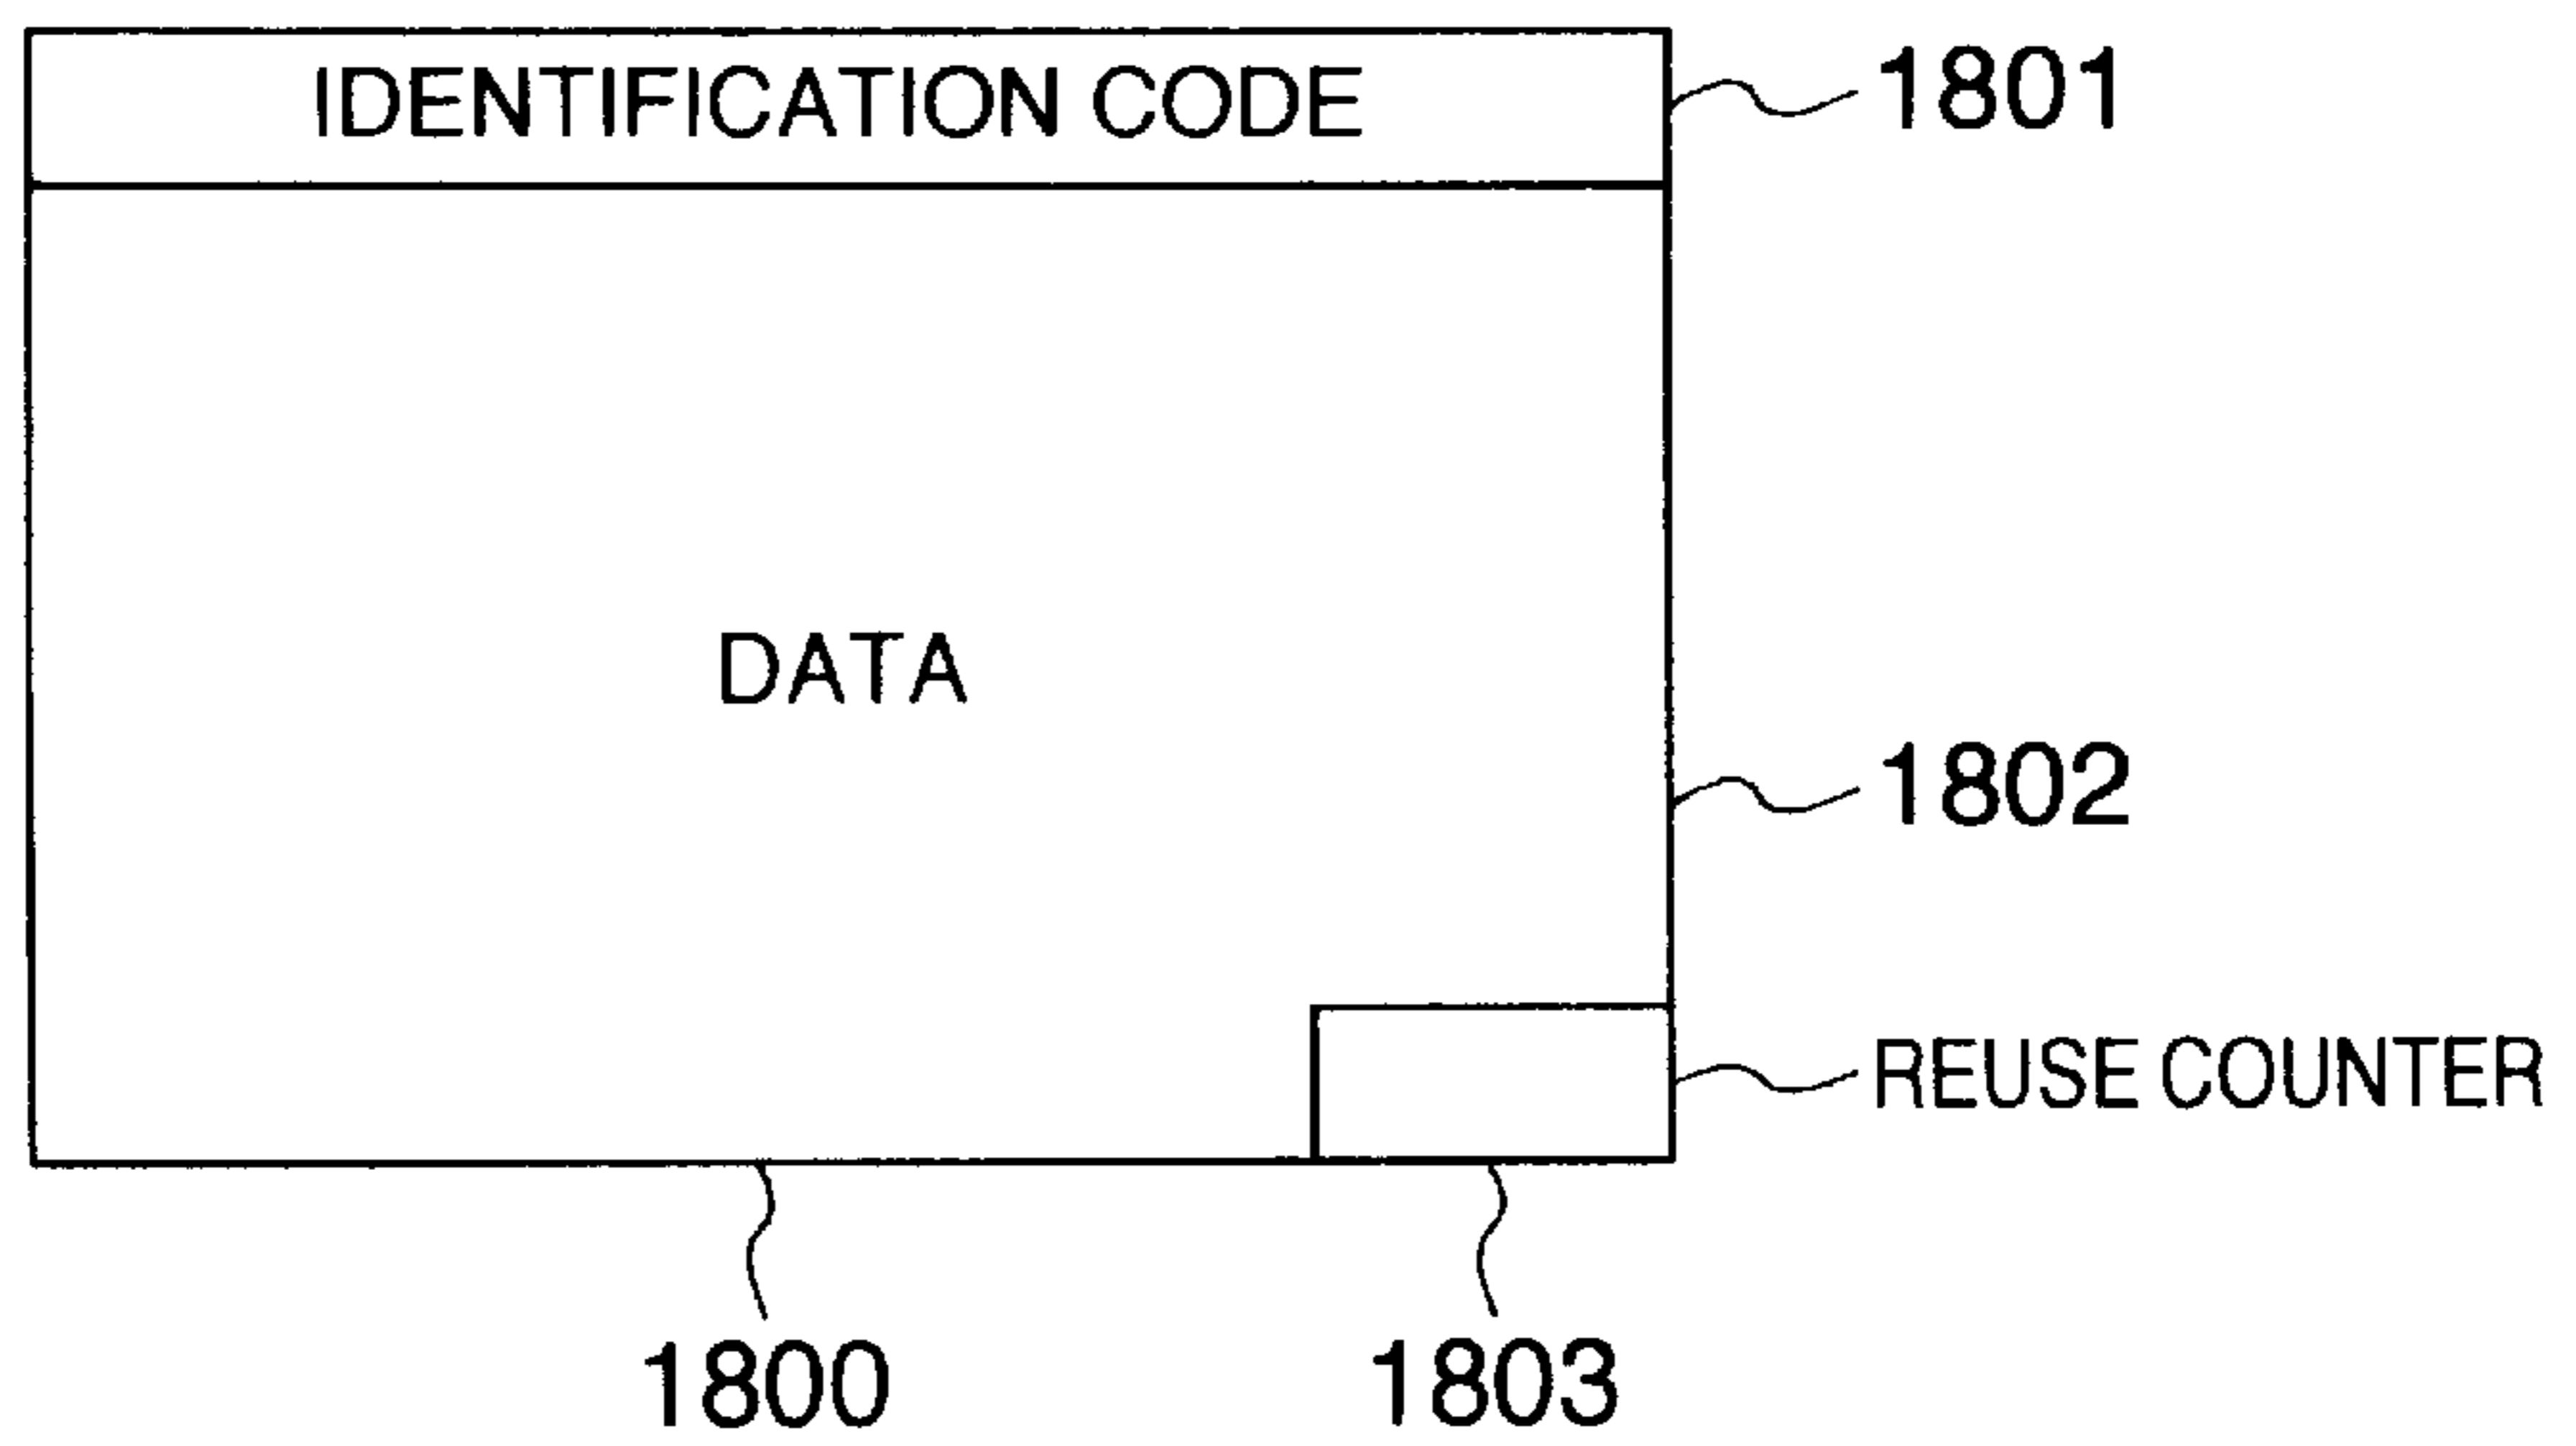 IDENTIFICATION CODE
1801
DATA
1802
REUSE COUNTER
1800
1803